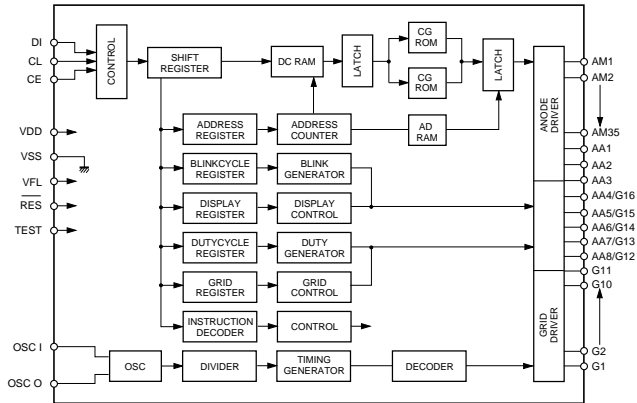 DI
CL
CE
VDD
VSS
VFL
RES
TEST
OSC I
OSC O
CONTROL
SHIFT
REGISTER
DC RAM
LATCH
CG
ROM
CG
ROM
LATCH
ADDRESS
REGISTER
ADDRESS
COUNTER
AD
RAM
BLINKCYCLE
REGISTER
BLINK
GENERATOR
DISPLAY
REGISTER
DISPLAY
CONTROL
DUTYCYCLE
REGISTER
DUTY
GENERATOR
GRID
REGISTER
GRID
CONTROL
INSTRUCTION
DECODER
CONTROL
OSC
DIVIDER
TIMING
GENERATOR
DECODER
ANODE
DRIVER
GRID
DRIVER
AM1
AM2
AM35
AA1
AA2
AA3
AA4/G16
AA5/G15
AA6/G14
AA7/G13
AA8/G12
G11
G10
G2
G1